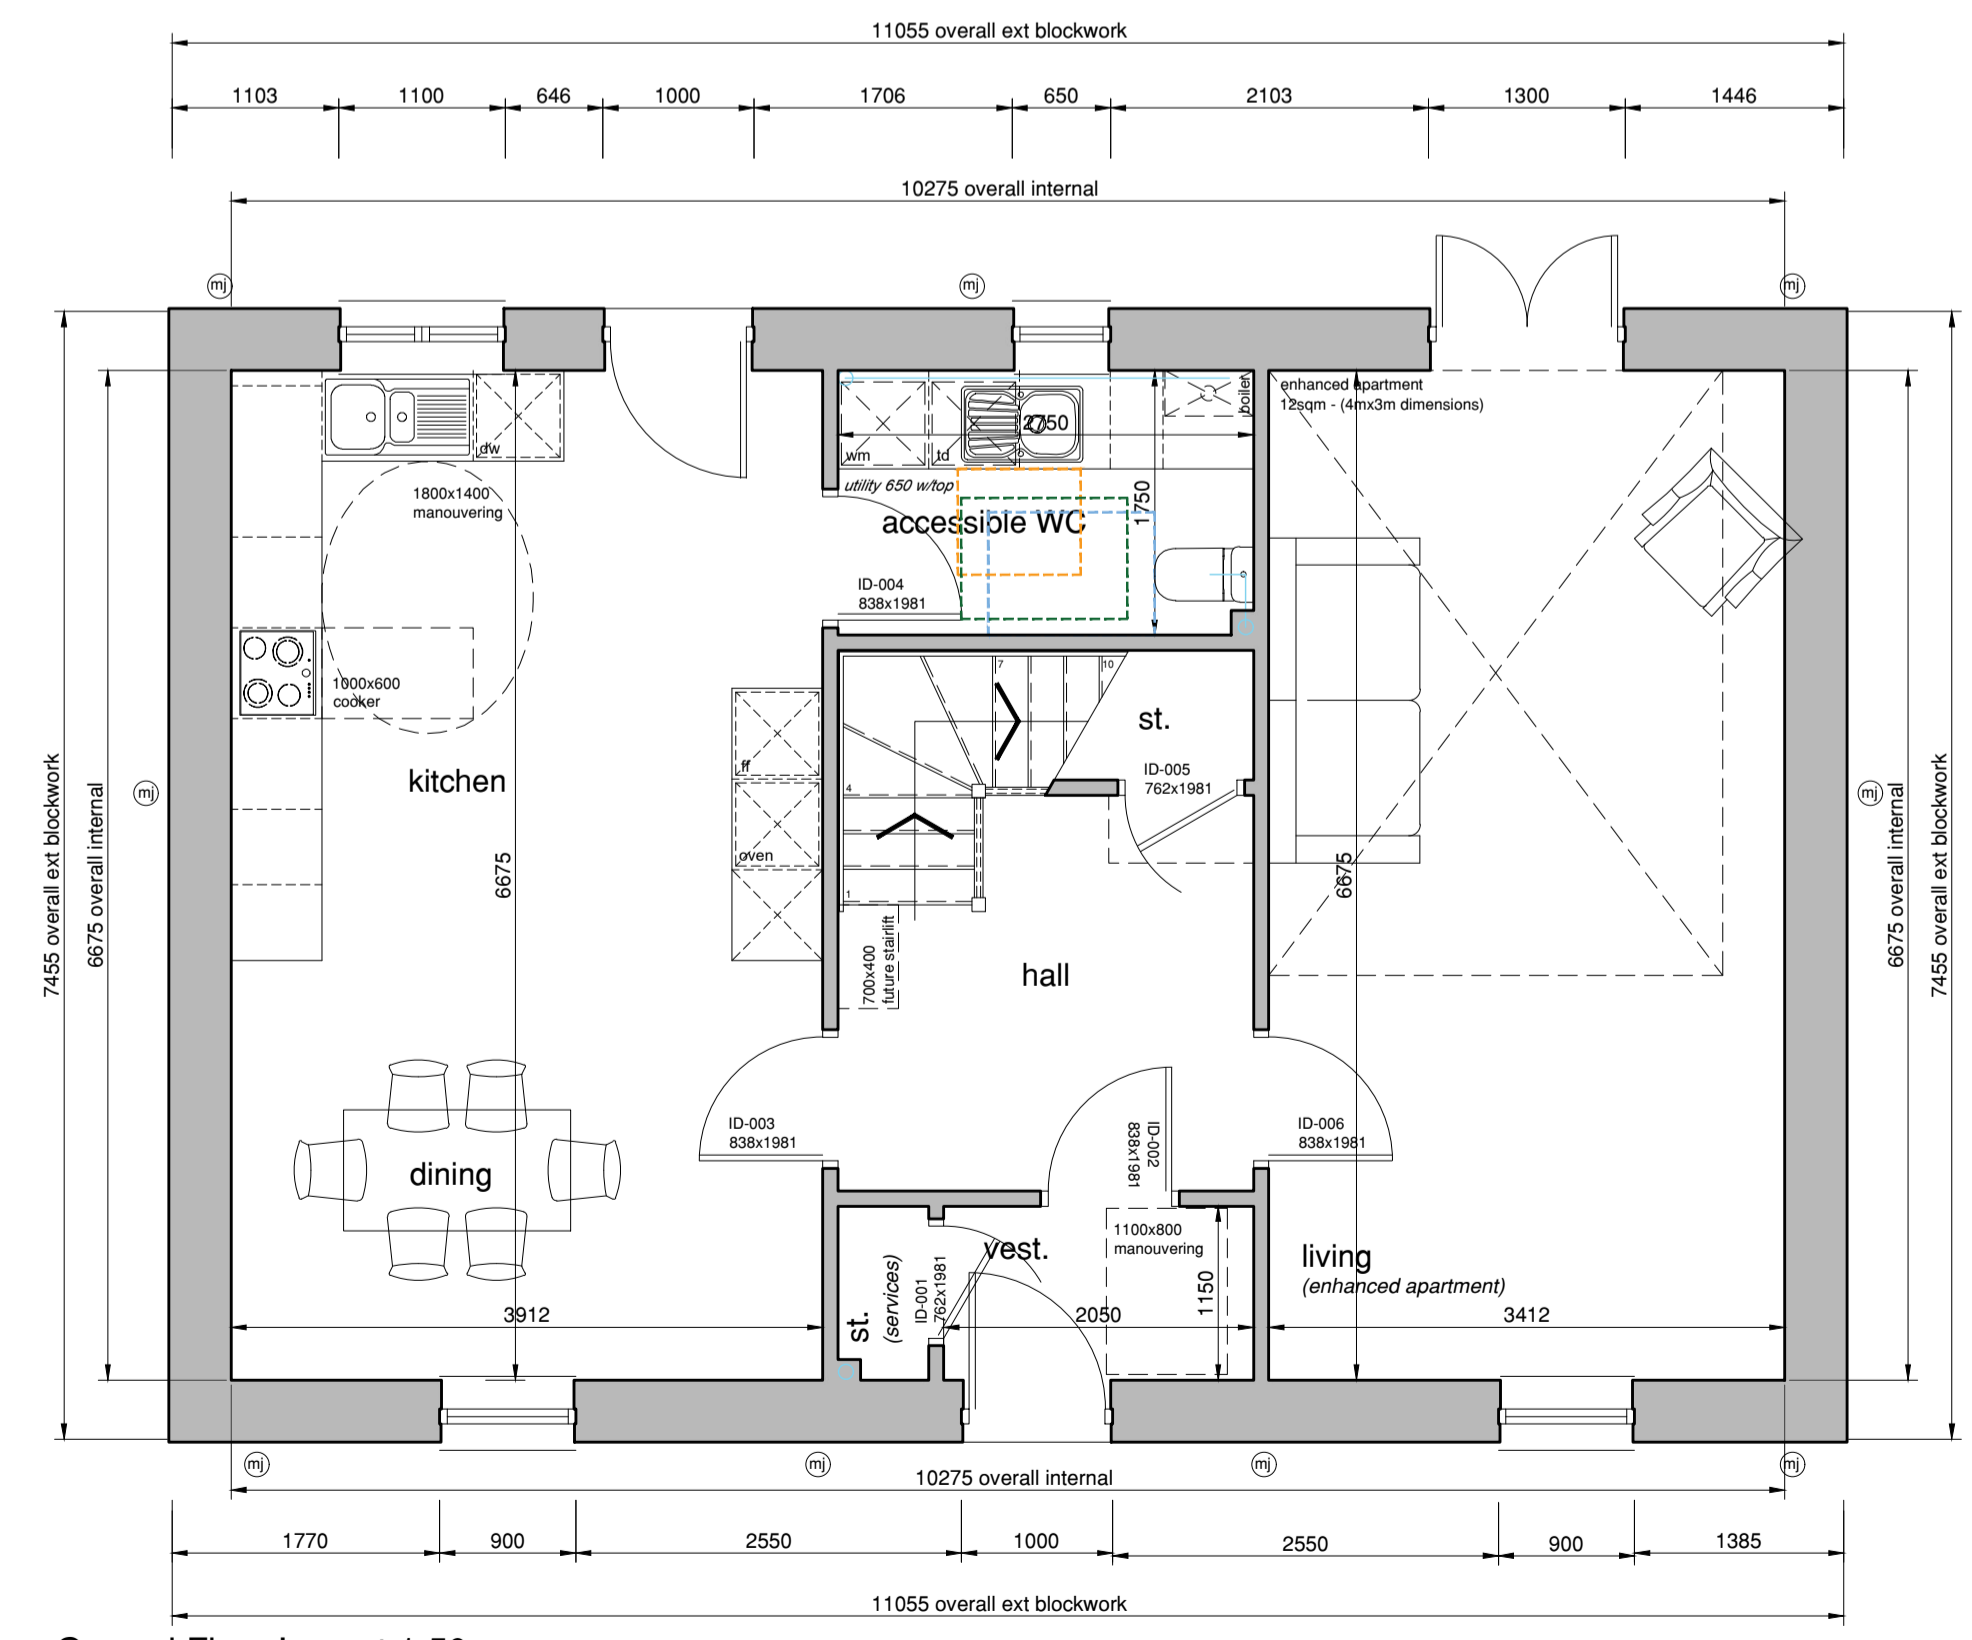 11055 overall ext blockwork
1103
1100
646
1000
1706
650
2103
1300
1446
10275 overall internal
mj
mj
mj
enhanced apartment
12sqm - (4mx3m dimensions)
boiler
dw
2750
wm
td
utility 650 w/top
1800x1400
manouvering
accessible WC
1750
ID-004
838x1981
1000x600
cooker
7
10
st.
kitchen
ff
ID-005
762x1981
4
mj
mj
7455 overall ext blockwork
6675 overall internal
6675
oven
6675
6675 overall internal
7455 overall ext blockwork
1
700x400
future stairlift
hall
ID-003
838x1981
ID-002
838x1981
ID-006
838x1981
dining
1100x800
manouvering
vest.
living
(enhanced apartment)
st.
(services)
ID-001
762x1981
1150
3912
2050
3412
mj
mj
mj
mj
10275 overall internal
1770
900
2550
1000
2550
900
1385
11055 overall ext blockwork